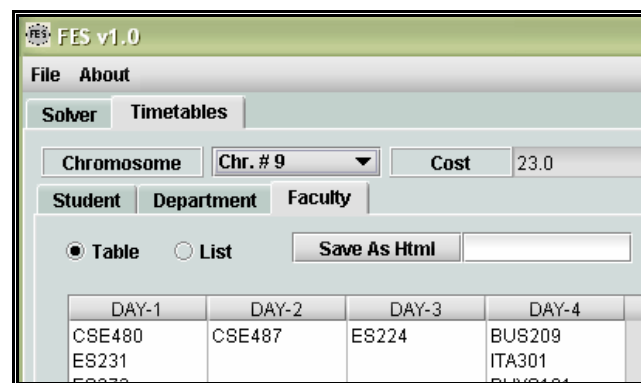 FES FES v1.0
File About
Solver Timetables
Chromosome Chr. # 9 Cost 23.0
Student Department Faculty
Table List Save As Html
DAY-1 DAY-2 DAY-3 DAY-4
CSE480 CSE487 ES224 BUS209
ES231 ITA301